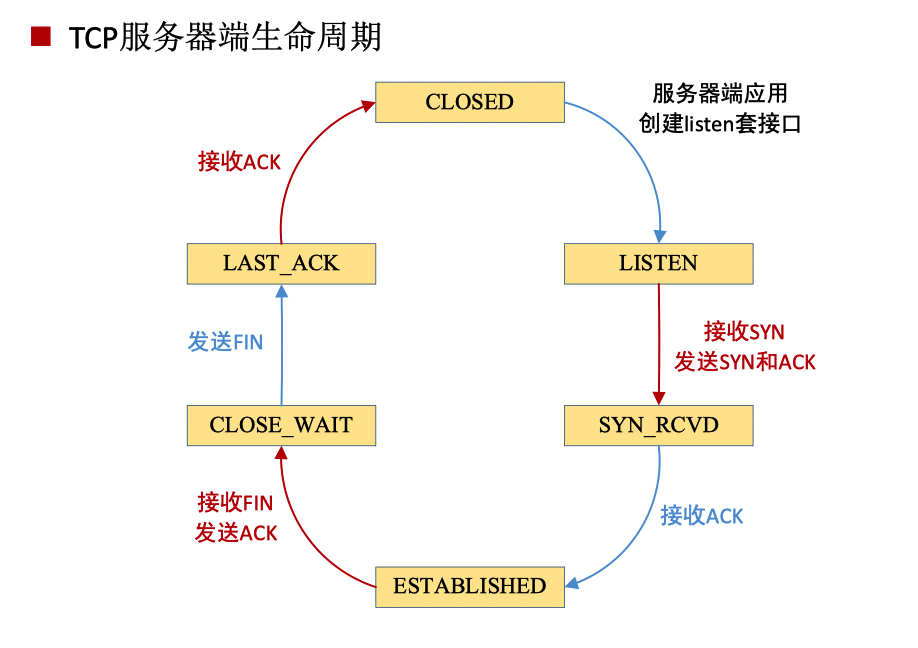 TCP服务器端生命周期
CLOSED
服务器端应用
创建listen套接口
接收ACK
LAST_ACK
LISTEN
发送FIN
接收SYN
发送SYN和ACK
CLOSE_WAIT
SYN_RCVD
接收FIN
发送ACK
接收ACK
ESTABLISHED